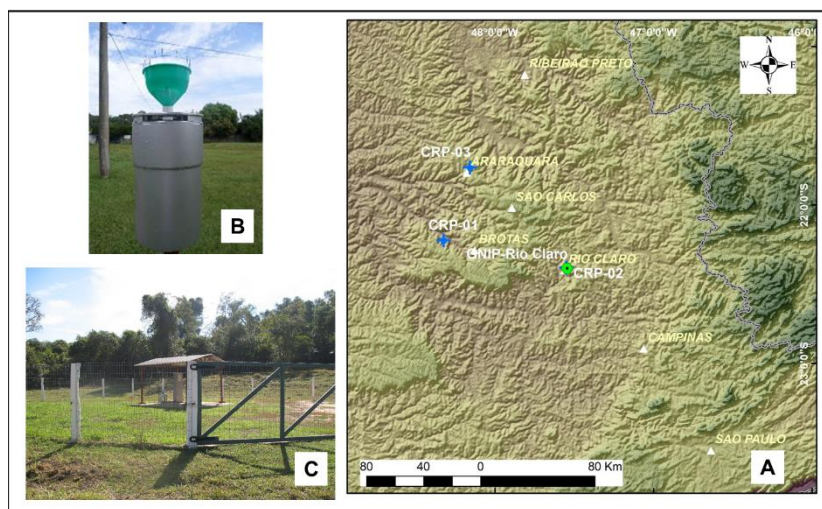 48°0'0"W
47°0'0"W
46°0'0"W
N
W
E
S
RIBEIRÃO PRETO
CRP-03
ARARAQUARA
SÃO CARLOS
22°0'0"S
CRP-01
BROTAS
GNIP-Rio Claro
RIO CLARO
CRP-02
CAMPINAS
23°0'0"S
SÃO PAULO
80 40 0 80 Km
A
B
C